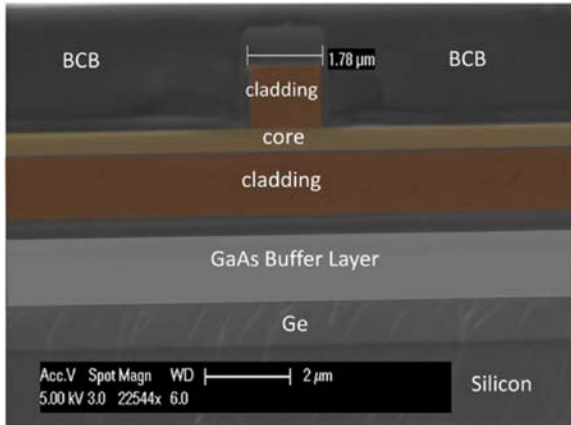 BCB
BCB
1.78 μm
cladding
core
cladding
GaAs Buffer Layer
Ge
Silicon
Acc.V Spot Magn WD 2 μm
5.00 kV 3.0 22544x 6.0